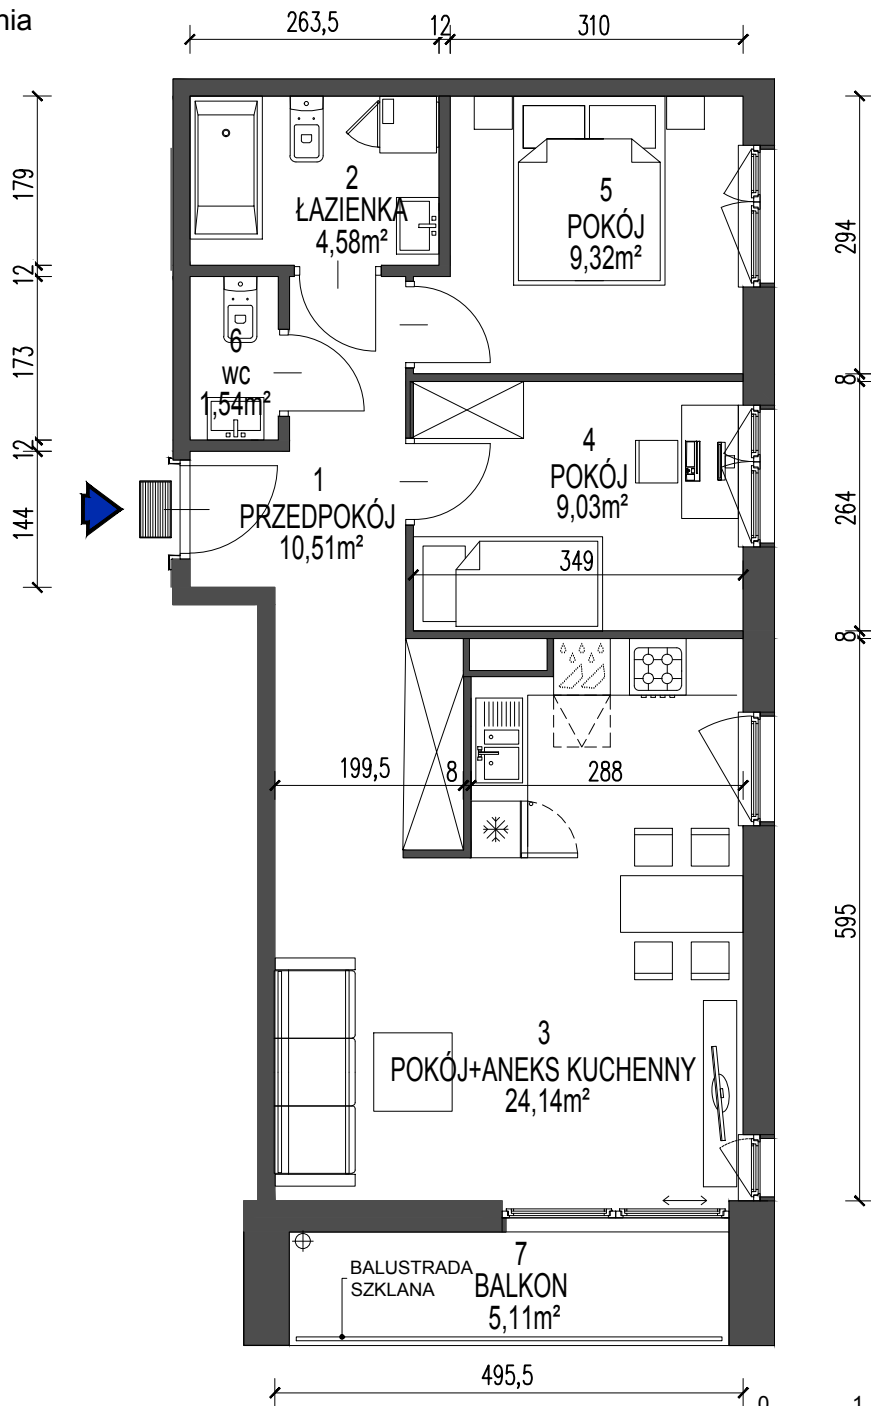 nia
263,5
12
310
179
2
ŁAZIENKA
4,58m²
5
POKÓJ
9,32m²
294
12
173
6
wc
1,54m²
8
12
144
1
PRZEDPOKÓJ
10,51m²
4
POKÓJ
9,03m²
264
349
8
199,5
8
288
595
3
POKÓJ+ANEKS KUCHENNY
24,14m²
7
BALKON
5,11m²
BALUSTRADA
SZKLANA
495,5
0
1